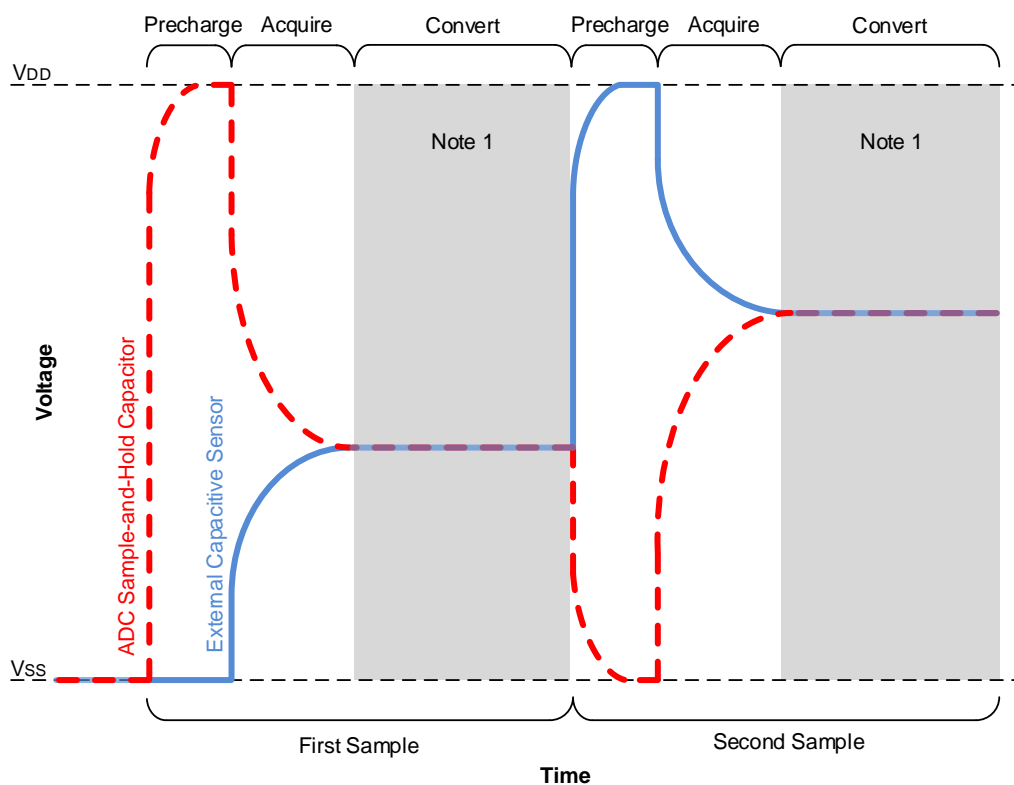 Precharge Acquire Convert Precharge Acquire Convert
VDD
Note 1 Note 1
Voltage
ADC Sample-and-Hold Capacitor
External Capacitive Sensor
VSS
First Sample Second Sample
Time